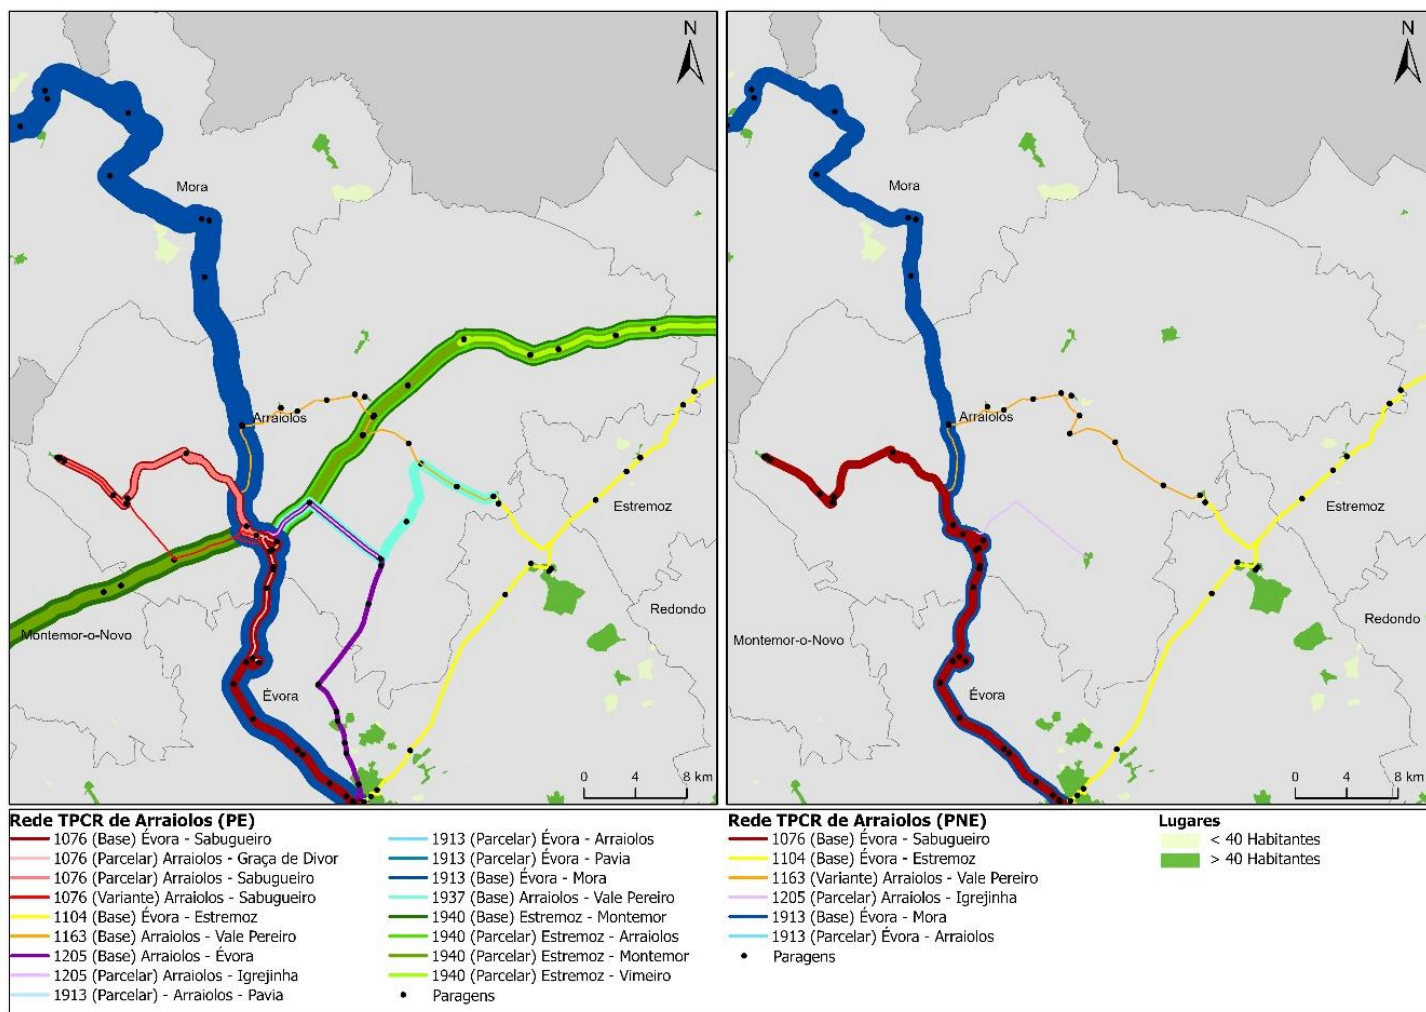 N
Mora
Arraiolos
Estremoz
Redondo
Montemor-o-Novo
Évora
0 4 8 km
N
Mora
Arraiolos
Estremoz
Redondo
Montemor-o-Novo
Évora
0 4 8 km
Rede TPCR de Arraiolos (PE)
1076 (Base) Évora - Sabugueiro
1076 (Parcelar) Arraiolos - Graça de Divor
1076 (Parcelar) Arraiolos - Sabugueiro
1076 (Variante) Arraiolos - Sabugueiro
1104 (Base) Évora - Estremoz
1163 (Base) Arraiolos - Vale Pereiro
1205 (Base) Arraiolos - Évora
1205 (Parcelar) Arraiolos - Igrejinha
1913 (Parcelar) - Arraiolos - Pavia
1913 (Parcelar) Évora - Arraiolos
1913 (Parcelar) Évora - Pavia
1913 (Base) Évora - Mora
1937 (Base) Arraiolos - Vale Pereiro
1940 (Base) Estremoz - Montemor
1940 (Parcelar) Estremoz - Arraiolos
1940 (Parcelar) Estremoz - Montemor
1940 (Parcelar) Estremoz - Vimeiro
Paragens
Rede TPCR de Arraiolos (PNE)
1076 (Base) Évora - Sabugueiro
1104 (Base) Évora - Estremoz
1163 (Variante) Arraiolos - Vale Pereiro
1205 (Parcelar) Arraiolos - Igrejinha
1913 (Base) Évora - Mora
1913 (Parcelar) Évora - Arraiolos
Paragens
Lugares
< 40 Habitantes
> 40 Habitantes